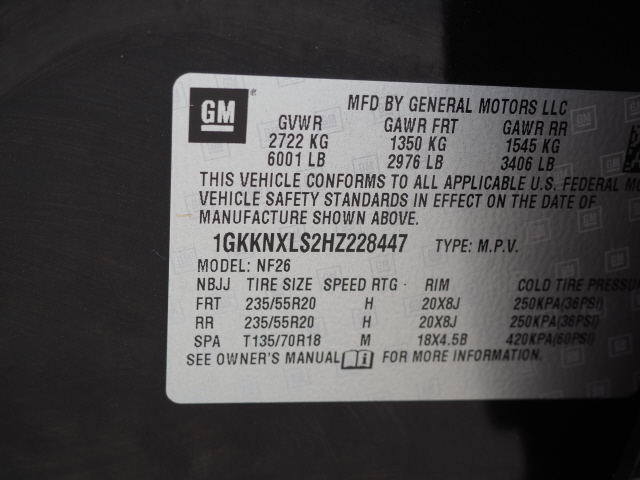 GM
MFD BY GENERAL MOTORS LLC
GVWR GAWR FRT GAWR RR
2722 KG 1350 KG 1545 KG
6001 LB 2976 LB 3406 LB
THIS VEHICLE CONFORMS TO ALL APPLICABLE U.S. FEDERAL
VEHICLE SAFETY STANDARDS IN EFFECT ON THE DATE OF
MANUFACTURE SHOWN ABOVE.
1GKKNXLS2HZ228447 TYPE: M.P.V.
MODEL: NF26
NBJJ TIRE SIZE SPEED RTG RIM COLD TIRE PRESSU
FRT 235/55R20 H 20X8J 250KPA(36PSI)
RR 235/55R20 H 20X8J 250KPA(36PSI)
SPA T135/70R18 M 18X4.5B 420KPA(60PSI)
SEE OWNER'S MANUAL FOR MORE INFORMATION.